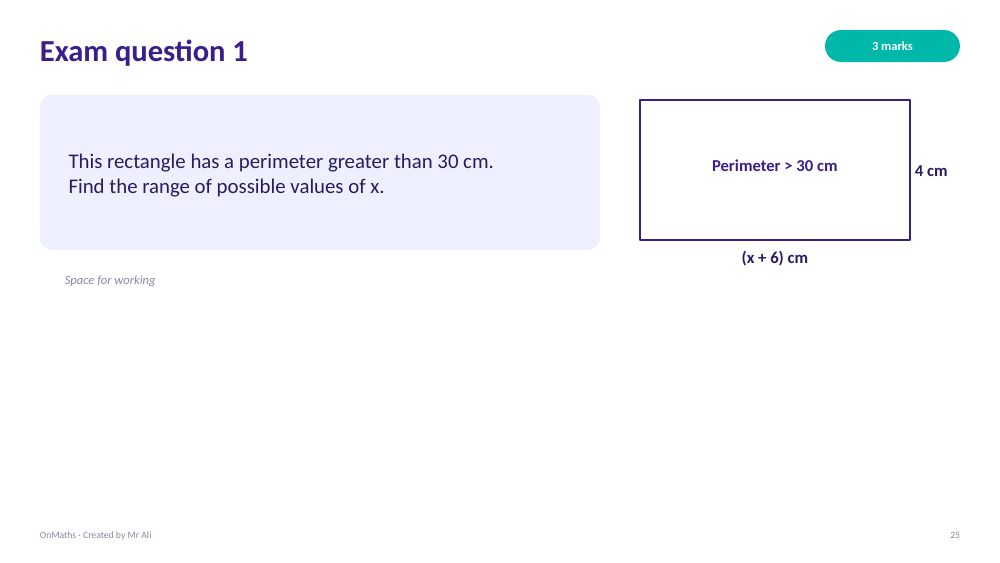 Exam question 1
3 marks
This rectangle has a perimeter greater than 30 cm.
Find the range of possible values of x.
Perimeter > 30 cm
4 cm
(x + 6) cm
Space for working
OnMaths · Created by Mr Ali
25